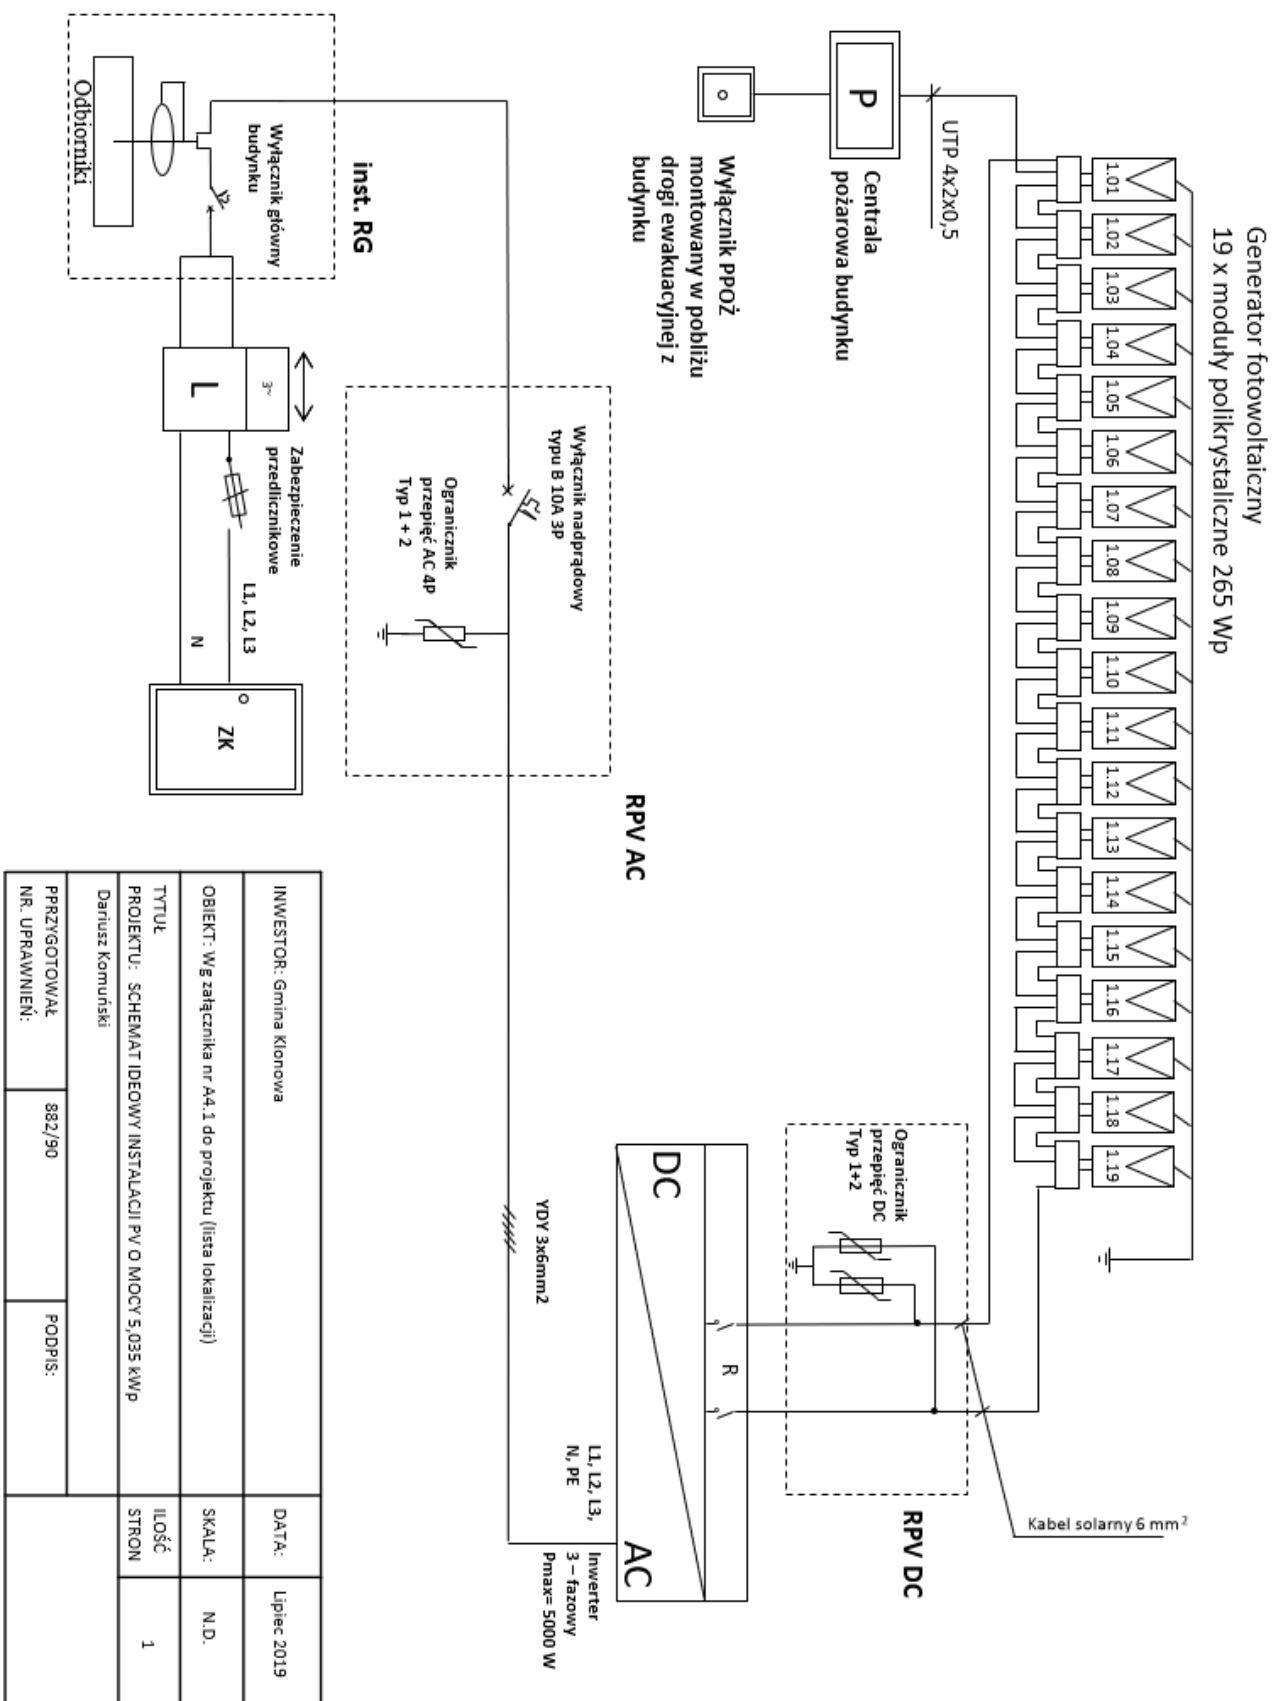 Generator fotowoltaiczny
19 x moduły polikrystaliczne 265 Wp
1.01
1.02
1.03
1.04
1.05
1.06
1.07
1.08
1.09
1.10
1.11
1.12
1.13
1.14
1.15
1.16
1.17
1.18
1.19
UTP 4x2x0,5
P
Centrala
pożarowa budynku
Wyłącznik PPOŻ
montowany w pobliżu
drogi ewakuacyjnej z
budynku
Kabel solarny 6 mm²
RPV DC
Ogranicznik
przepięć DC
Typ 1+2
R
DC
AC
L1, L2, L3,
N, PE
Inwerter
3 – fazowy
Pmax= 5000 W
YDY 3x6mm2
RPV AC
Wyłącznik nadprądowy
typu B 10A 3P
Ogranicznik
przepięć AC 4P
Typ 1 + 2
inst. RG
Wyłącznik główny
budynku
Odbiorniki
3~
L
Zabezpieczenie
przedlicznikowe
L1, L2, L3
N
ZK
INWESTOR: Gmina Klonowa
DATA:
Lipiec 2019
OBIEKT: Wg załącznika nr A4.1 do projektu (lista lokalizacji)
SKALA:
N.D.
TYTUŁ
PROJEKTU: SCHEMAT IDEOWY INSTALACJI PV O MOCY 5,035 kWp
ILOŚĆ
STRON
1
Dariusz Komuński
PPRZYGOTOWAŁ
NR. UPRAWNIEŃ:
882/90
PODPIS: